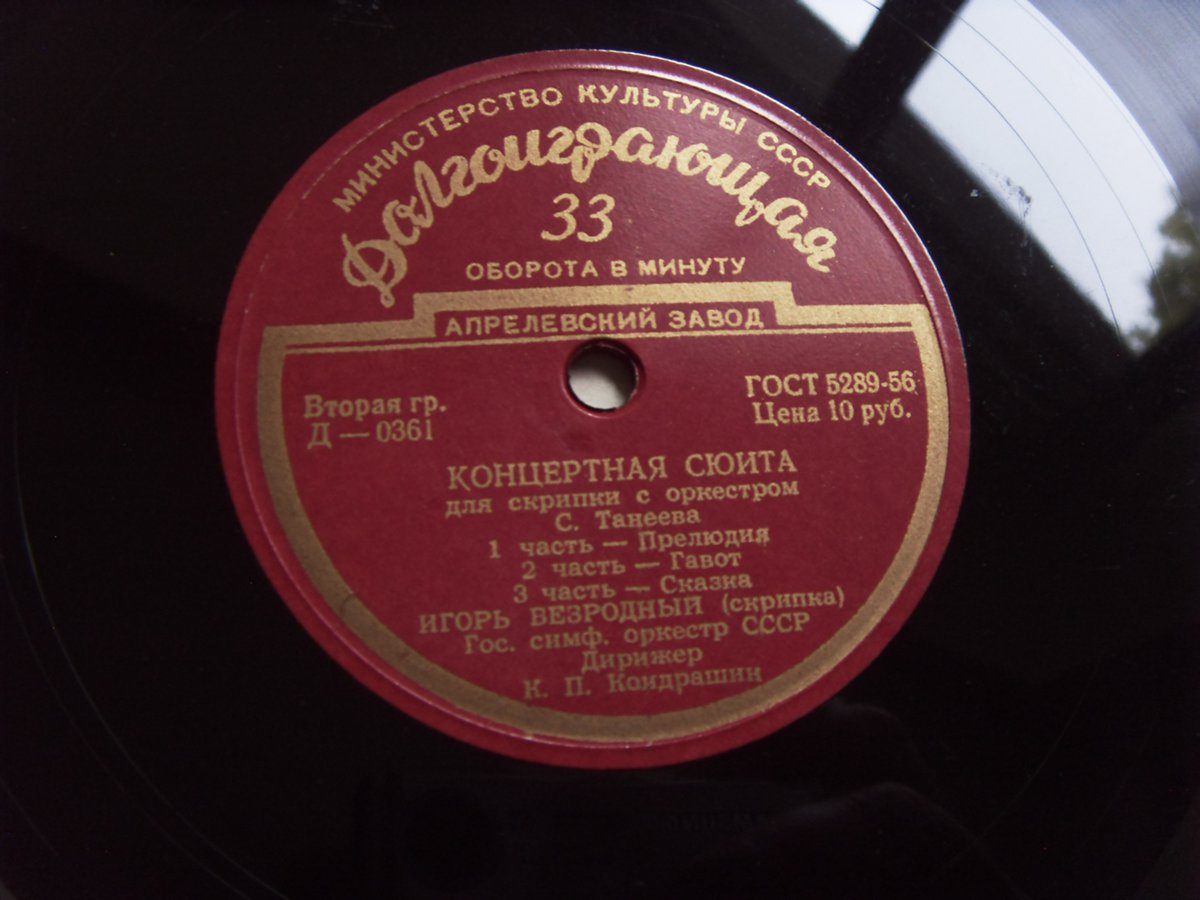 МИНИСТЕРСТВО КУЛЬТУРЫ СССР
Долгоиграющая
33
ОБОРОТА В МИНУТУ
АПРЕЛЕВСКИЙ ЗАВОД
Вторая гр.
Д — 0361
ГОСТ 5289-56
Цена 10 руб.
КОНЦЕРТНАЯ СЮИТА
для скрипки с оркестром
С. Танеева
1 часть — Прелюдия
2 часть — Гавот
3 часть — Сказка
ИГОРЬ БЕЗРОДНЫЙ (скрипка)
Гос. симф. оркестр СССР
Дирижер
К. П. Кондрашин